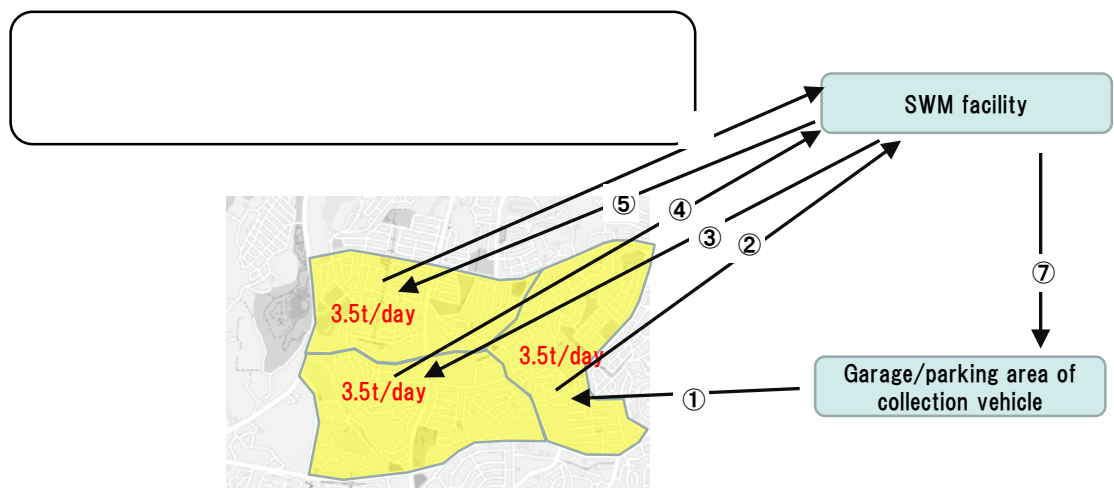 SWM facility
⑤
④
③
②
⑦
3.5t/day
3.5t/day
3.5t/day
Garage/parking area of
collection vehicle
①